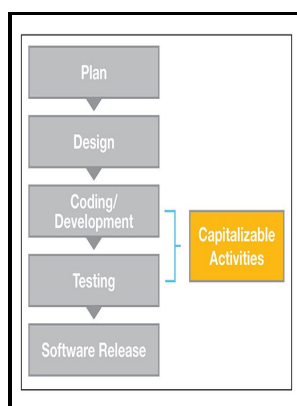 Plan
Design
Coding/
Development
Capitalizable
Activities
Testing
Software Release